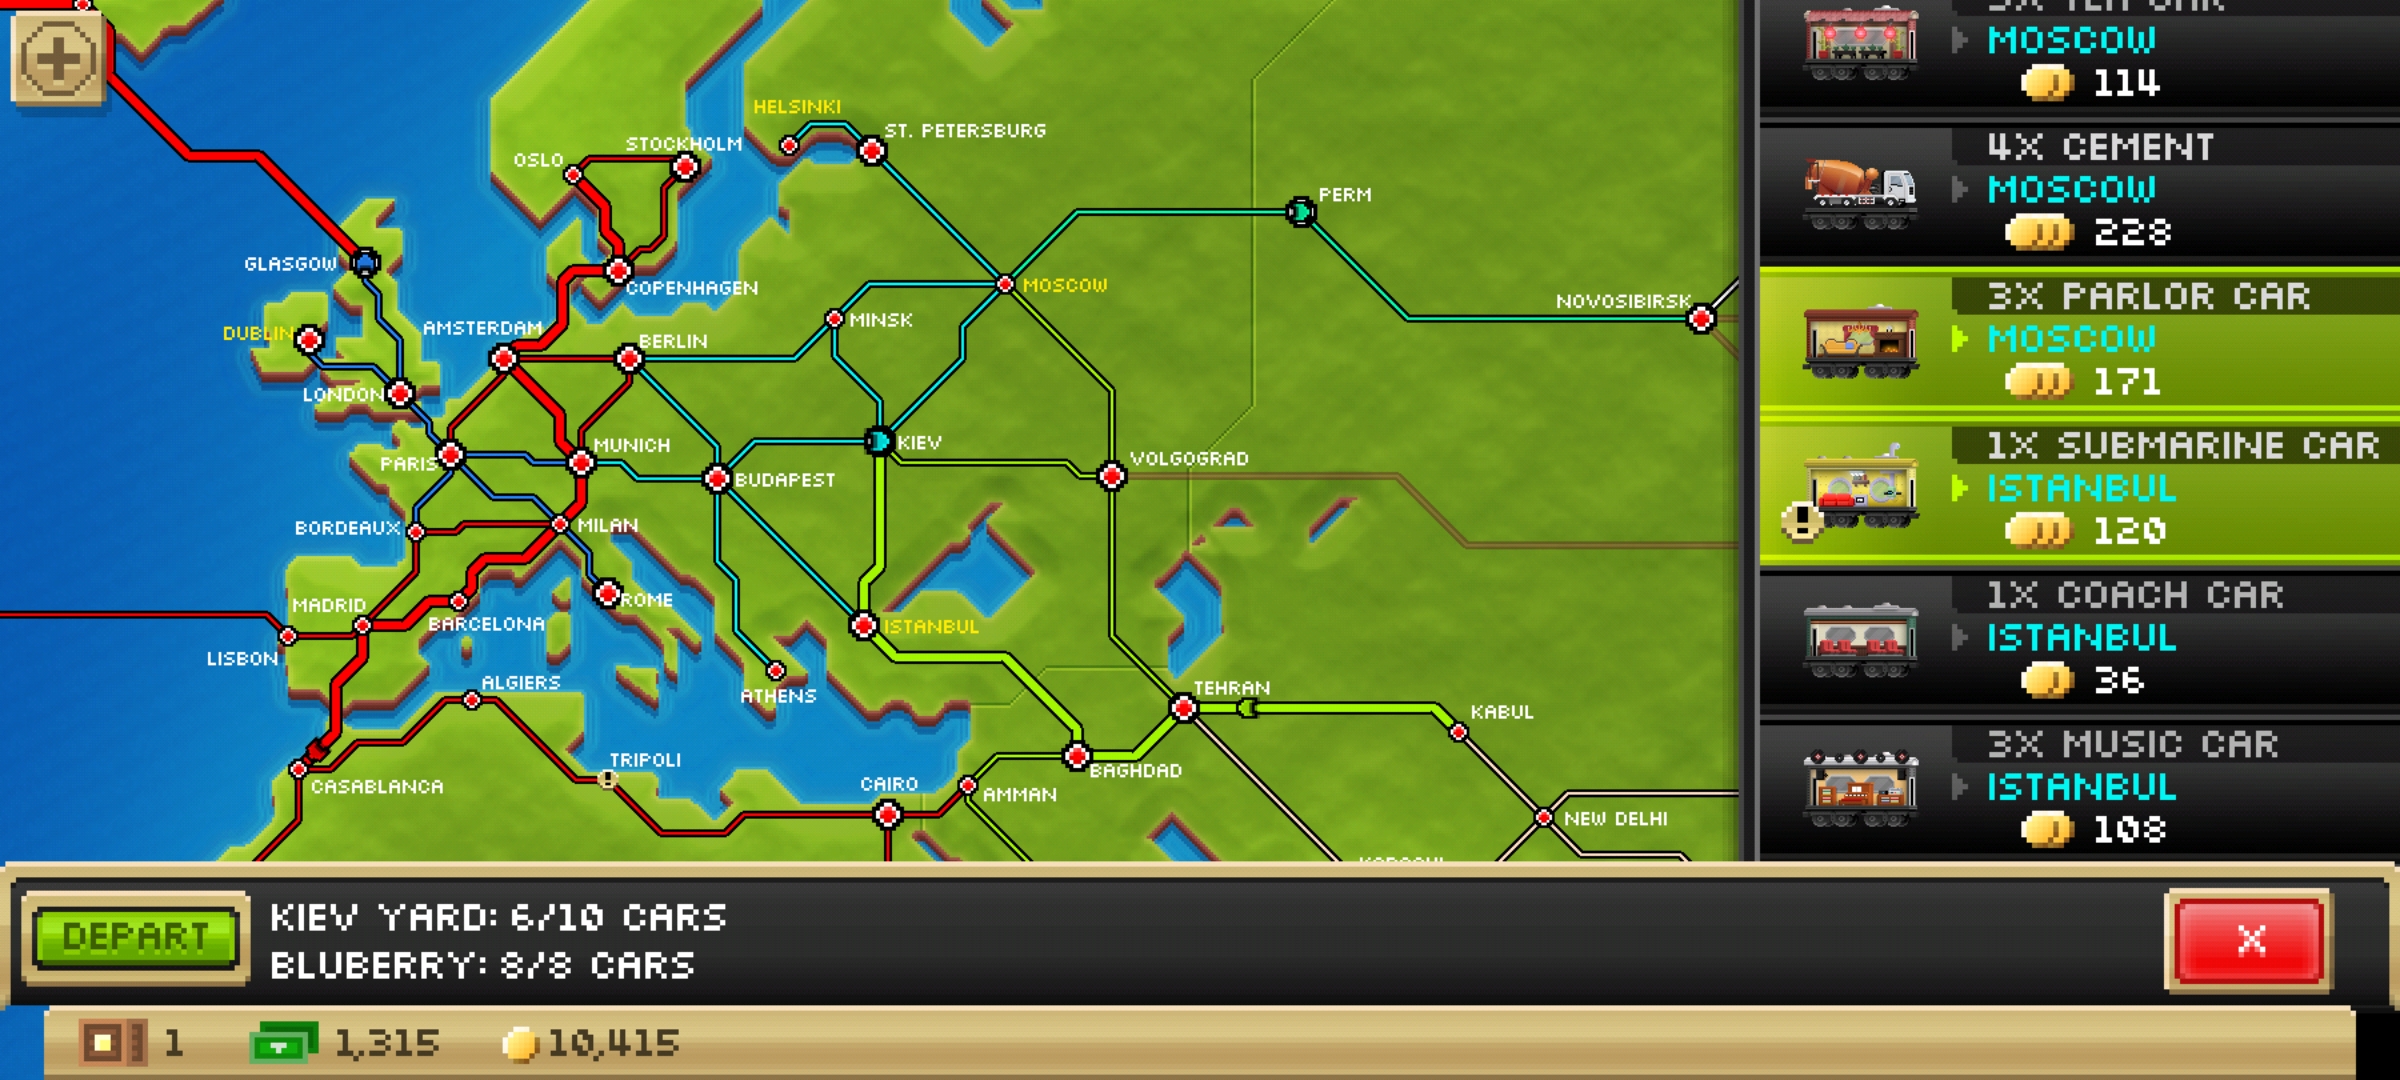 HELSINKI
ST. PETERSBURG
STOCKHOLM
OSLO
PERM
GLASGOW
COPENHAGEN
MOSCOW
NOVOSIBIRSK
DUBLIN
AMSTERDAM
BERLIN
MINSK
LONDON
MUNICH
KIEV
PARIS
BUDAPEST
VOLGOGRAD
BORDEAUX
MILAN
MADRID
ROME
BARCELONA
ISTANBUL
LISBON
ALGIERS
ATHENS
TEHRAN
KABUL
TRIPOLI
CASABLANCA
CAIRO
AMMAN
BAGHDAD
NEW DELHI
MOSCOW
114
4X CEMENT
MOSCOW
228
3X PARLOR CAR
MOSCOW
171
1X SUBMARINE CAR
ISTANBUL
120
1X COACH CAR
ISTANBUL
36
3X MUSIC CAR
ISTANBUL
108
DEPART
KIEV YARD: 6/10 CARS
BLUBERRY: 8/8 CARS
X
1
1,315
10,415